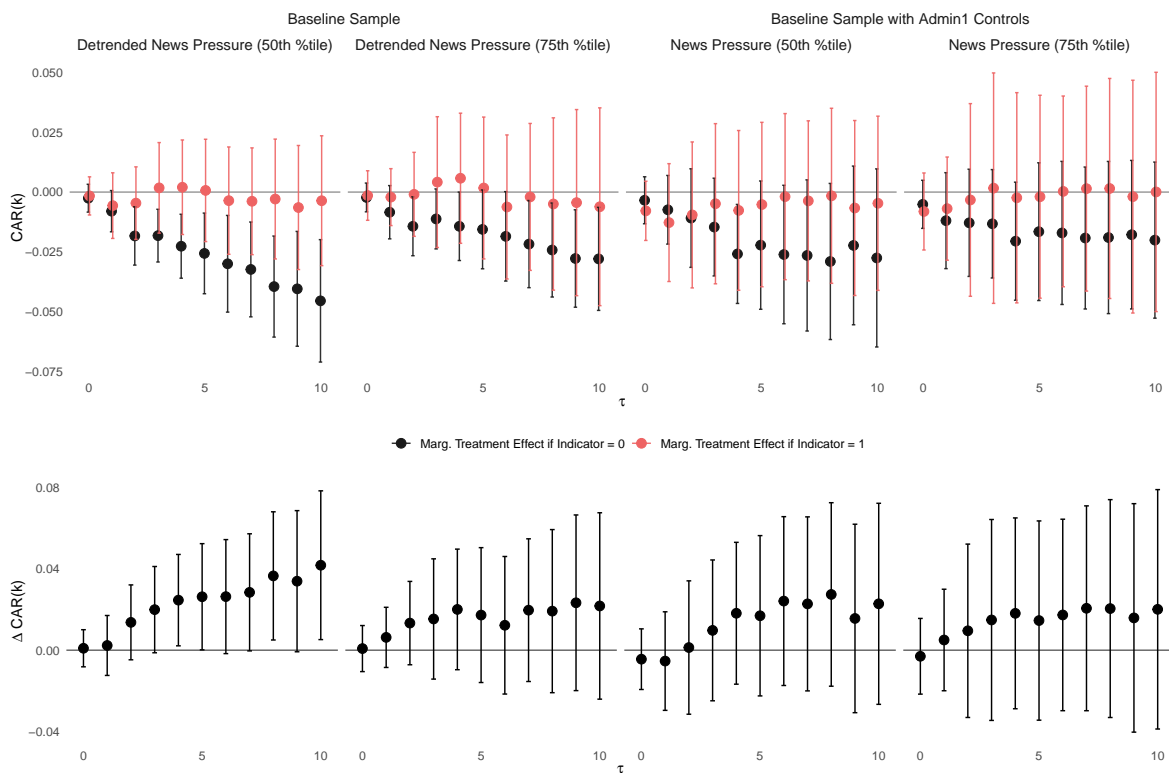 Baseline Sample
Baseline Sample with Admin1 Controls
Detrended News Pressure (50th %tile)
Detrended News Pressure (75th %tile)
News Pressure (50th %tile)
News Pressure (75th %tile)
0.050
0.025
0.000
−0.025
−0.050
−0.075
CAR(k)
0 5 10 0 5 10 0 5 10 0 5 10
τ
Marg. Treatment Effect if Indicator = 0
Marg. Treatment Effect if Indicator = 1
0.08
0.04
0.00
−0.04
Δ CAR(k)
0 5 10 0 5 10 0 5 10 0 5 10
τ